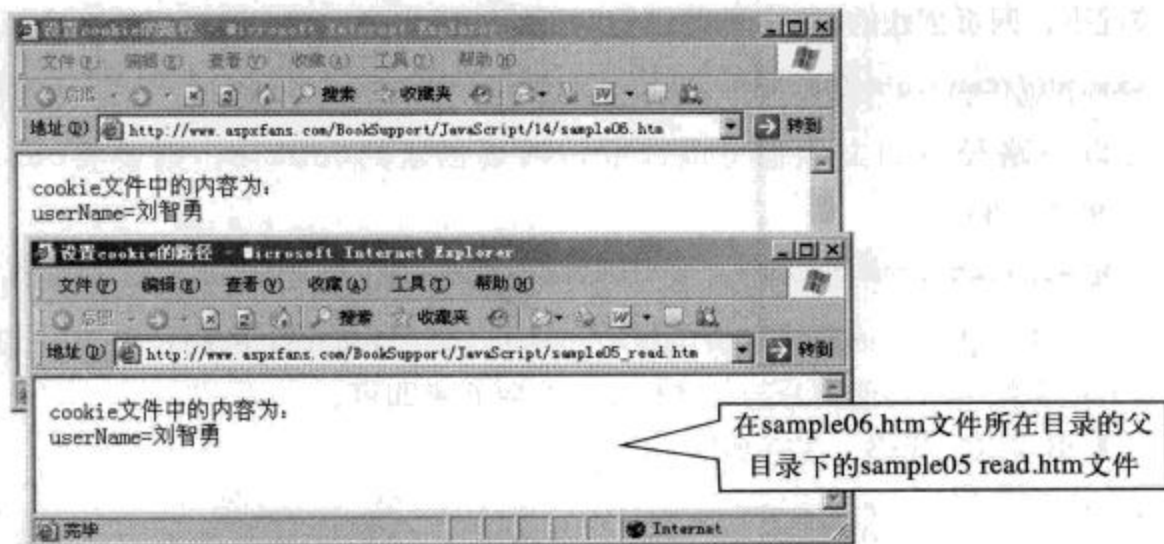 设置cookie的路径 - Microsoft Internet Explorer
文件(F) 编辑(E) 查看(V) 收藏(A) 工具(T) 帮助(H)
后退 搜索 收藏夹
地址(D) http://www.aspxfans.com/BookSupport/JavaScript/14/sample06.htm 转到
cookie文件中的内容为:
userName=刘智勇
设置cookie的路径 - Microsoft Internet Explorer
文件(F) 编辑(E) 查看(V) 收藏(A) 工具(T) 帮助(H)
后退 搜索 收藏夹
地址(D) http://www.aspxfans.com/BookSupport/JavaScript/sample05_read.htm 转到
cookie文件中的内容为:
userName=刘智勇
在sample06.htm文件所在目录的父
目录下的sample05 read.htm文件
完毕 Internet